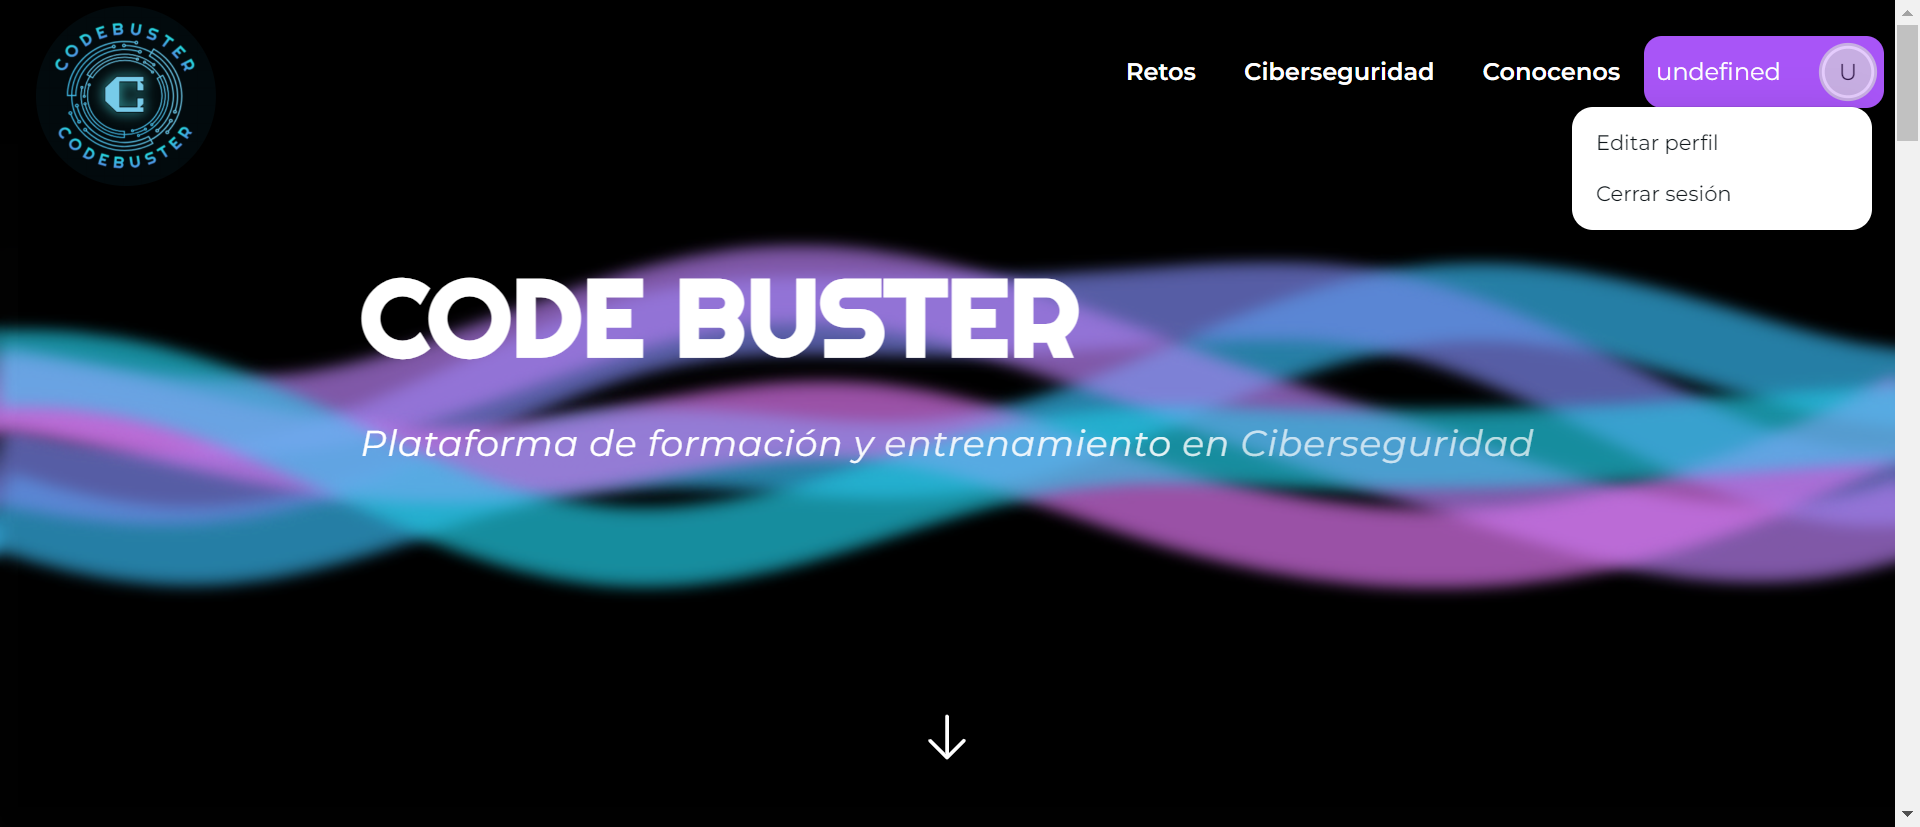 CODEBUSTER
C
CODEBUSTER
Retos
Ciberseguridad
Conocenos
undefined
U
Editar perfil
Cerrar sesión
CODE BUSTER
Plataforma de formación y entrenamiento en Ciberseguridad